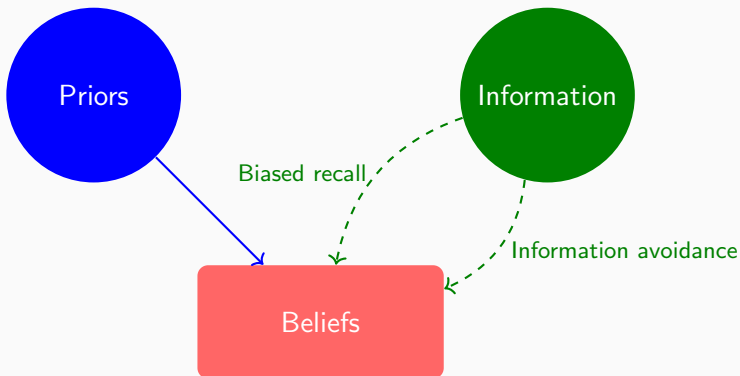 Priors
Information
Biased recall
Information avoidance
Beliefs